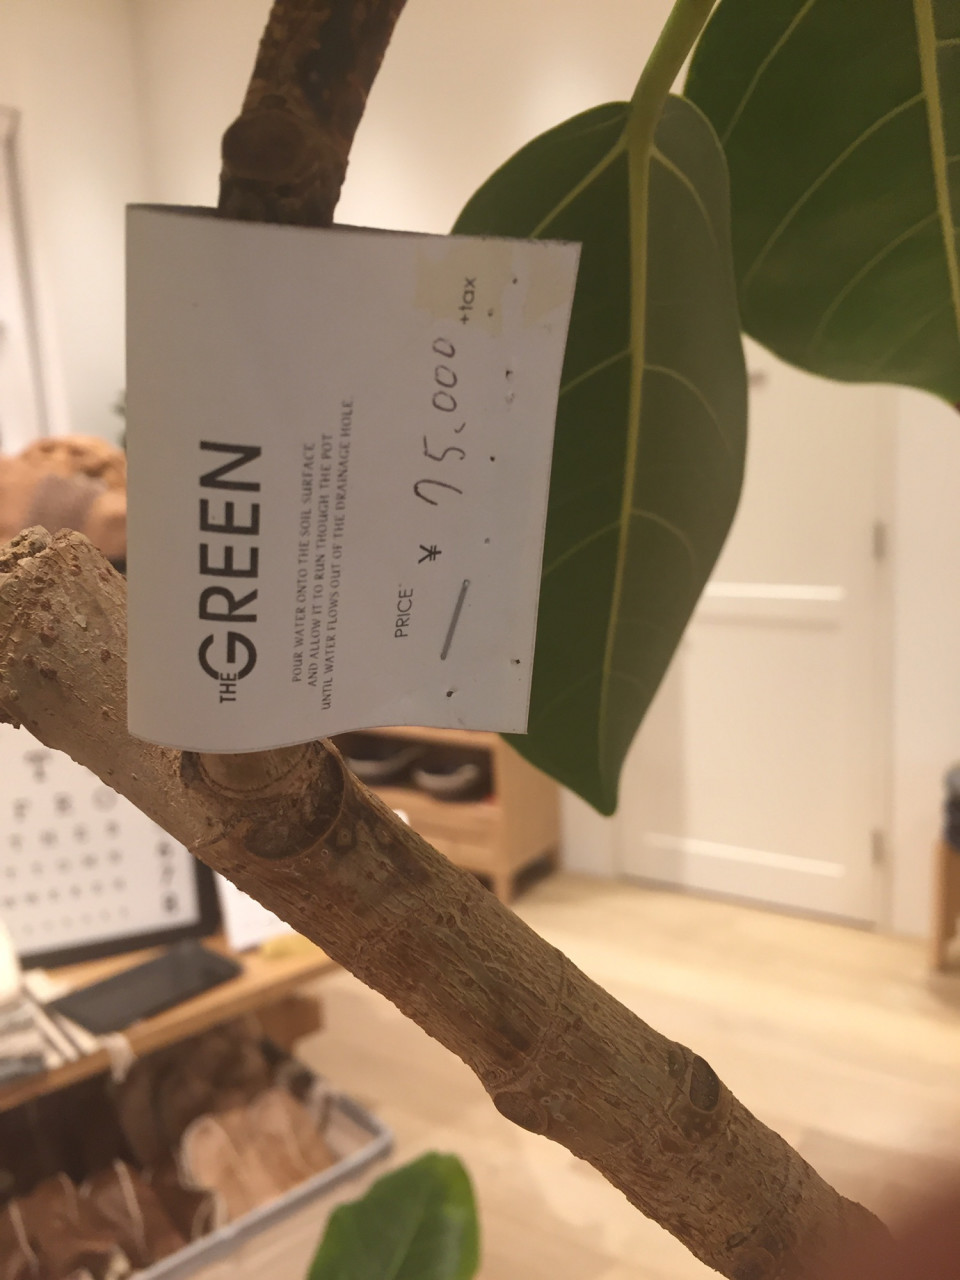 THE GREEN
POUR WATER ONTO THE SOIL SURFACE
AND ALLOW IT TO RUN THOUGH THE POT
UNTIL WATER FLOWS OUT OF THE DRAINAGE HOLE
PRICE ¥ 75,000 +tax